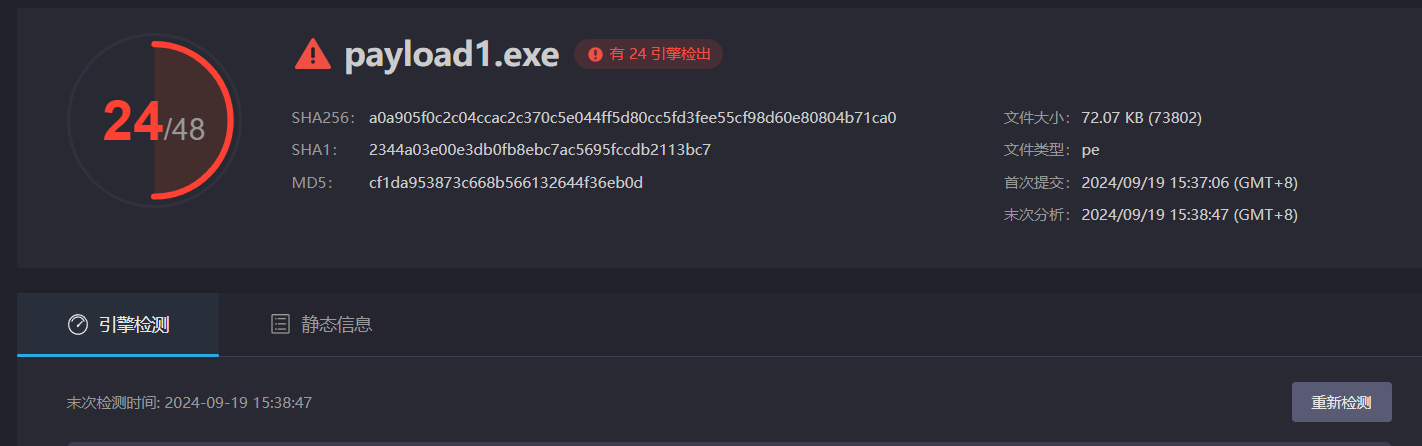 24/48
payload1.exe 有 24 引擎检出
SHA256: a0a905f0c2c04ccac2c370c5e044ff5d80cc5fd3fee55cf98d60e80804b71ca0
文件大小: 72.07 KB (73802)
SHA1: 2344a03e00e3db0fb8ebc7ac5695fccdb2113bc7
文件类型: pe
MD5: cf1da953873c668b566132644f36eb0d
首次提交: 2024/09/19 15:37:06 (GMT+8)
末次分析: 2024/09/19 15:38:47 (GMT+8)
引擎检测 静态信息
末次检测时间: 2024-09-19 15:38:47
重新检测